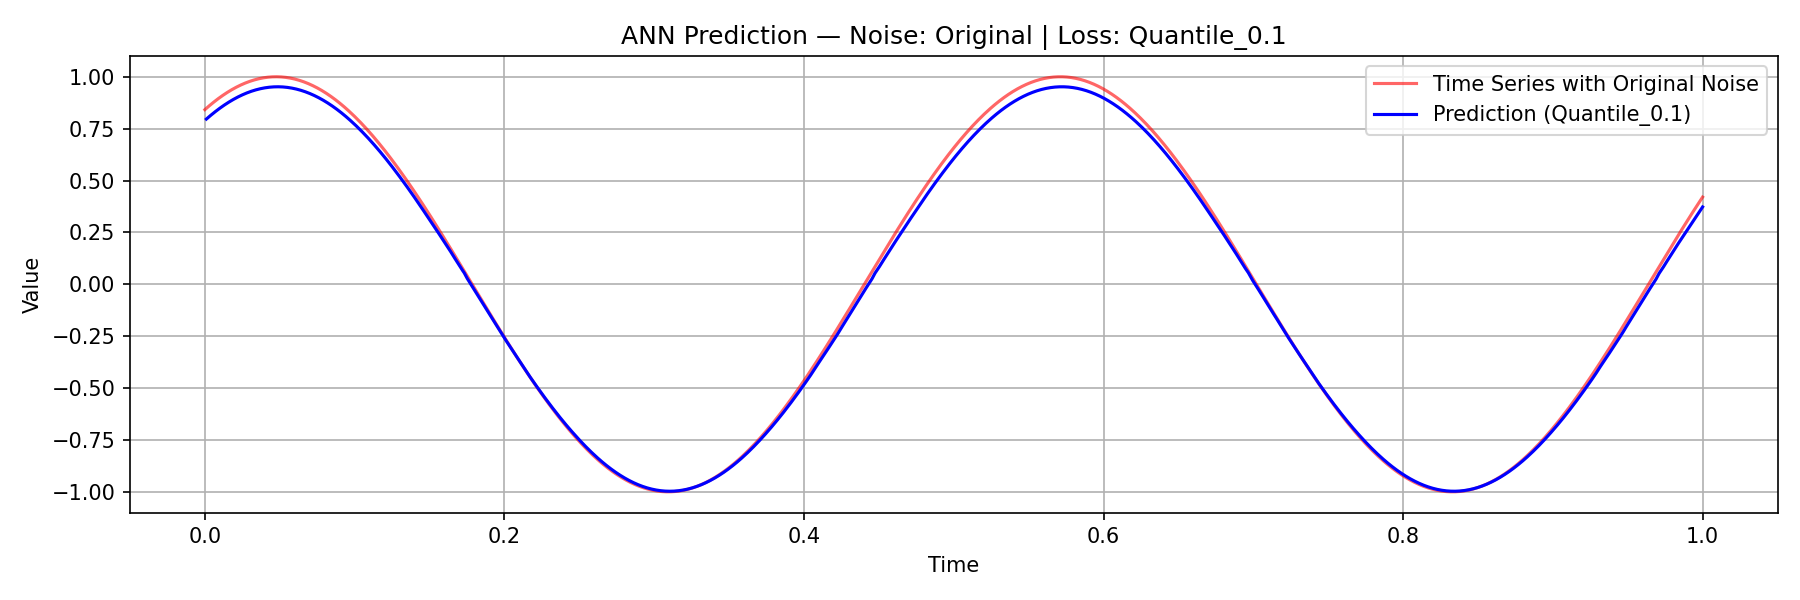 ANN Prediction — Noise: Original | Loss: Quantile_0.1
Time Series with Original Noise
Prediction (Quantile_0.1)
Value
1.00
0.75
0.50
0.25
0.00
−0.25
−0.50
−0.75
−1.00
0.0 0.2 0.4 0.6 0.8 1.0
Time